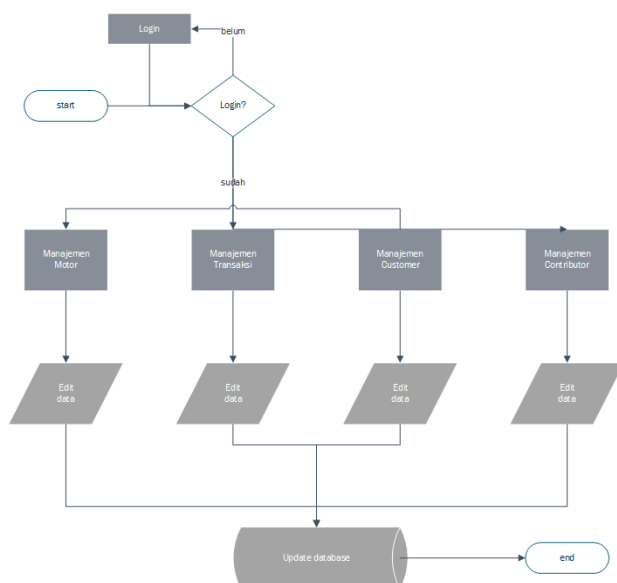 Login
belum
start
Login?
sudah
Manajemen
Motor
Manajemen
Transaksi
Manajemen
Customer
Manajemen
Contributor
Edit
data
Edit
data
Edit
data
Edit
data
Update database
end